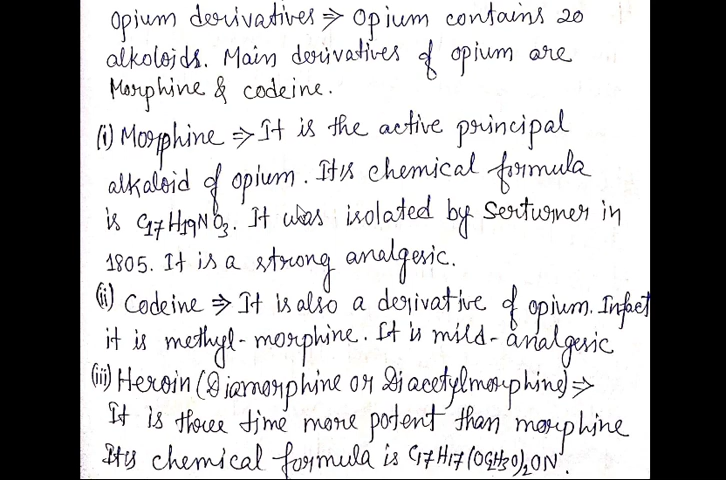 Opium derivatives ⇒ Opium contains 20
alkoloids. Main derivatives of opium are
Morphine & codeine.
(i) Morphine ⇒ It is the active principal
alkaloid of opium. Itis chemical formula
is C17H19NO3. It was isolated by Serturner in
1805. It is a strong analgesic.
(ii) Codeine ⇒ It is also a derivative of opium. Infact
it is methyl-morphine. It is mild-analgesic
(iii) Heroin (Diamorphine or Diacetylmorphine) ⇒
It is three time more potent than morphine
Itis chemical formula is C17H17(OC2H3O)2ON.